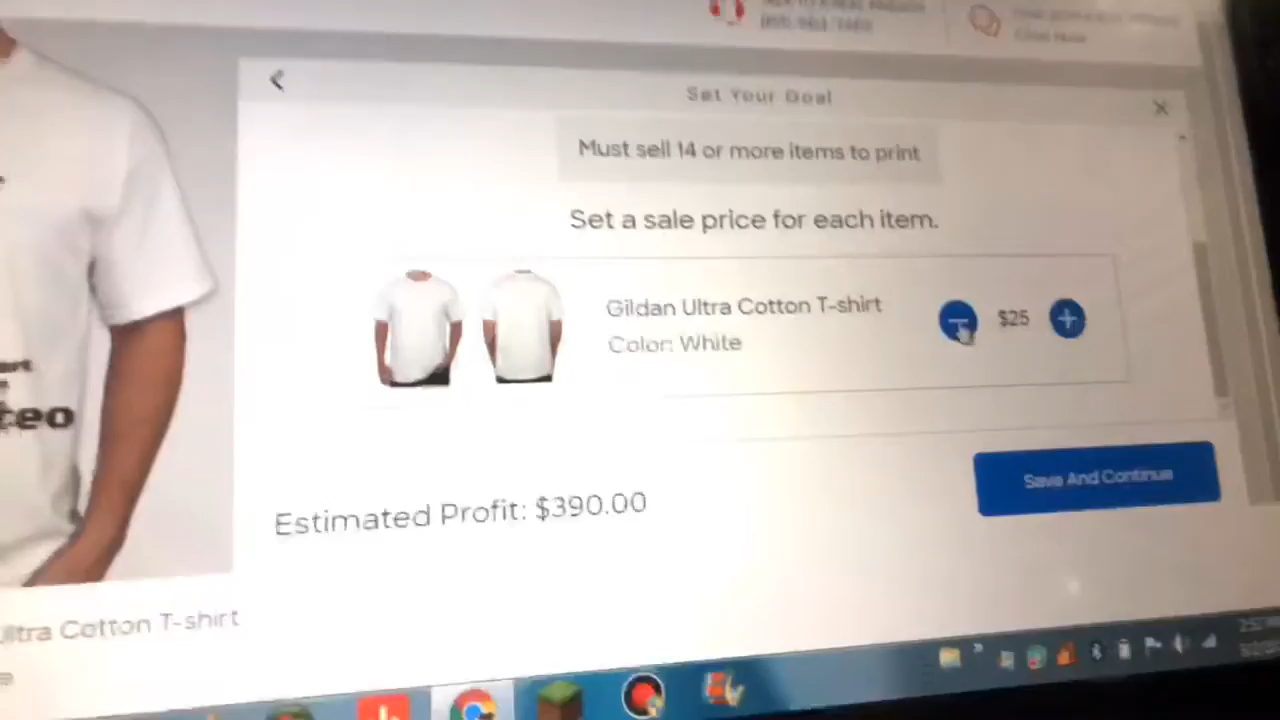 Set Your Goal
Must sell 14 or more items to print
Set a sale price for each item.
Gildan Ultra Cotton T-shirt
Color: White
$25
Save And Continue
Estimated Profit: $390.00
teo
Ultra Cotton T-shirt